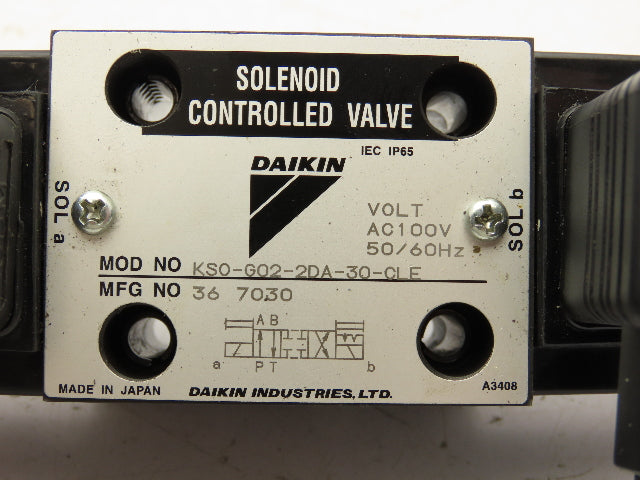 SOLENOID
CONTROLLED VALVE
IEC IP65
DAIKIN
SOL a
SOL b
VOLT
AC100V
50/60Hz
MOD NO KSO-G02-2DA-30-CLE
MFG NO 36 7030
A B
a b
P T
MADE IN JAPAN DAIKIN INDUSTRIES, LTD. A3408